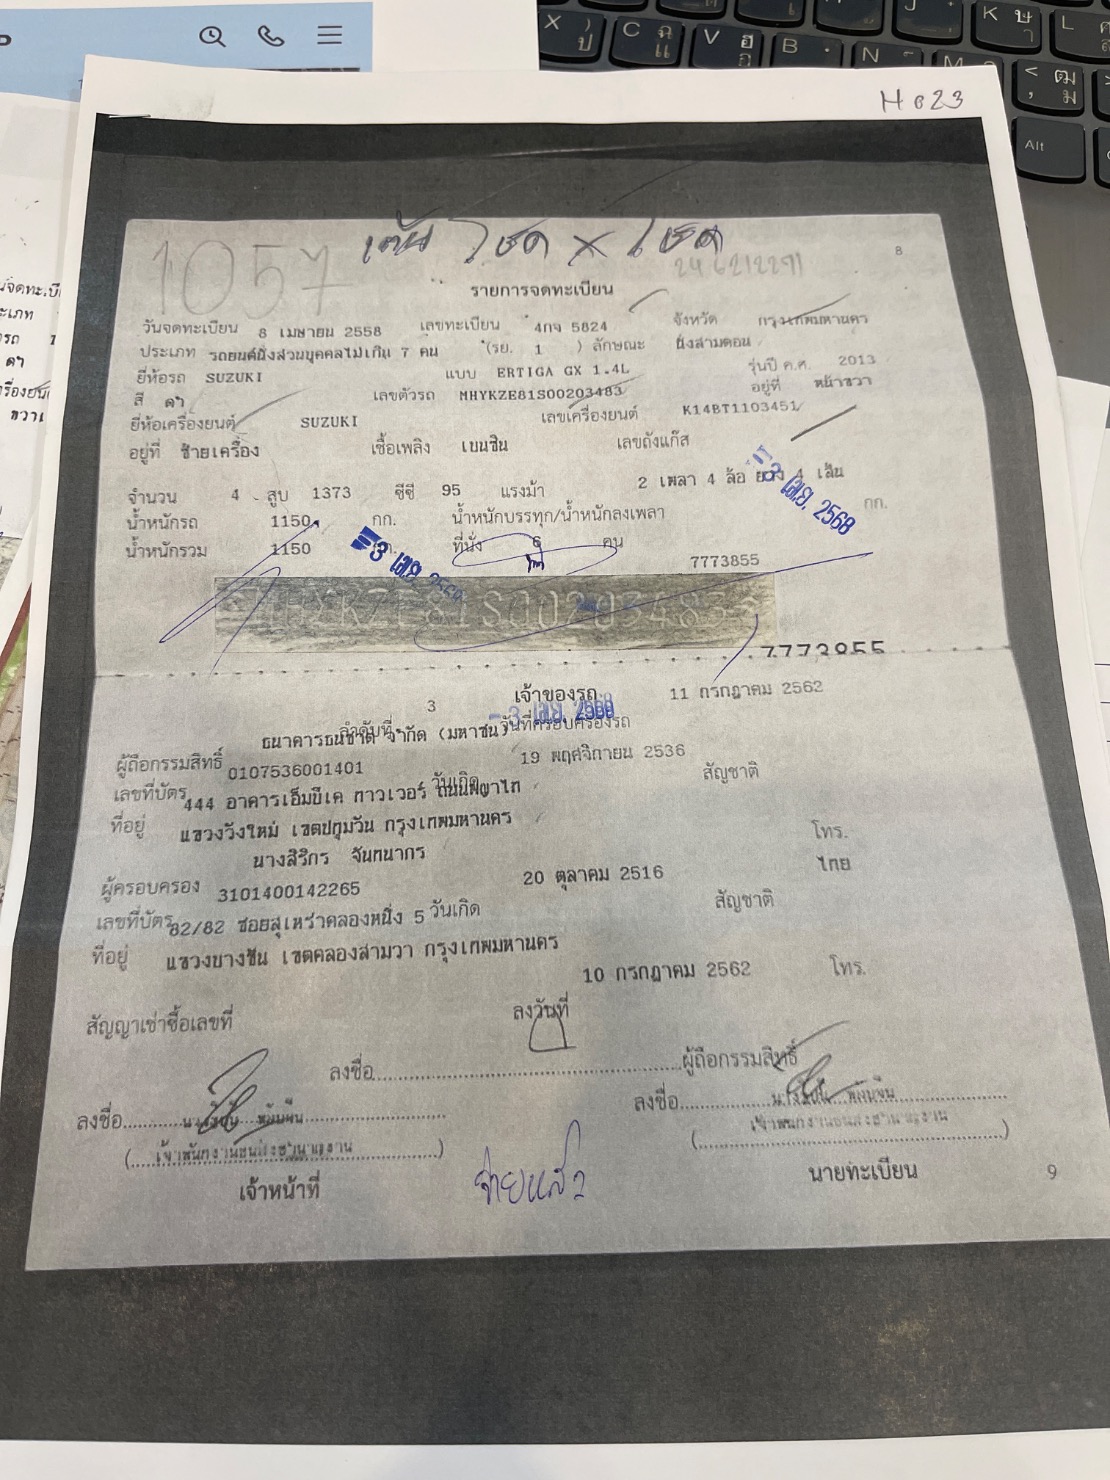 H023
1057
8
รายการจดทะเบียน
วันจดทะเบียน 8 เมษายน 2558 เลขทะเบียน 4กจ 5824 จังหวัด กรุงเทพมหานคร
ประเภท รถยนต์นั่งส่วนบุคคลไม่เกิน 7 คน (รย. 1 ) ลักษณะ นั่งสามตอน
ยี่ห้อรถ SUZUKI แบบ ERTIGA GX 1.4L รุ่นปี ค.ศ. 2013
สี ดำ เลขตัวรถ MHYKZE81S00203483 อยู่ที่ หน้าขวา
ยี่ห้อเครื่องยนต์ SUZUKI เลขเครื่องยนต์ K14BT1103451
อยู่ที่ ซ้ายเครื่อง เชื้อเพลิง เบนซิน เลขถังแก๊ส
จำนวน 4 สูบ 1373 ซีซี 95 แรงม้า 2 เพลา 4 ล้อ ยาง 4 เส้น
น้ำหนักรถ 1150 กก. น้ำหนักบรรทุก/น้ำหนักลงเพลา กก.
น้ำหนักรวม 1150 กก. ที่นั่ง 6 คน
-3 เม.ย. 2568
7773855
MHYKZE81S00203483
7773855
เจ้าของรถ
ลำดับที่ 3 วันที่ครอบครองรถ 11 กรกฎาคม 2562
-3 เม.ย. 2568
ผู้ถือกรรมสิทธิ์ ธนาคารธนชาต จำกัด (มหาชน)
เลขที่บัตร 0107536001401 วันเกิด 19 พฤศจิกายน 2536 สัญชาติ
ที่อยู่ 444 อาคารเอ็มบีเค ทาวเวอร์ ถนนพญาไท
แขวงวังใหม่ เขตปทุมวัน กรุงเทพมหานคร โทร.
ผู้ครอบครอง นางสิริกร จันทนากร
เลขที่บัตร 3101400142265 วันเกิด 20 ตุลาคม 2516 สัญชาติ ไทย
ที่อยู่ 82/82 ซอยสุเหร่าคลองหนึ่ง 5
แขวงบางชัน เขตคลองสามวา กรุงเทพมหานคร โทร.
สัญญาเช่าซื้อเลขที่ ลงวันที่ 10 กรกฎาคม 2562
ลงชื่อ ผู้ถือกรรมสิทธิ์
ลงชื่อ ลงชื่อ
เจ้าหน้าที่ นายทะเบียน
จ่ายแล้ว
9